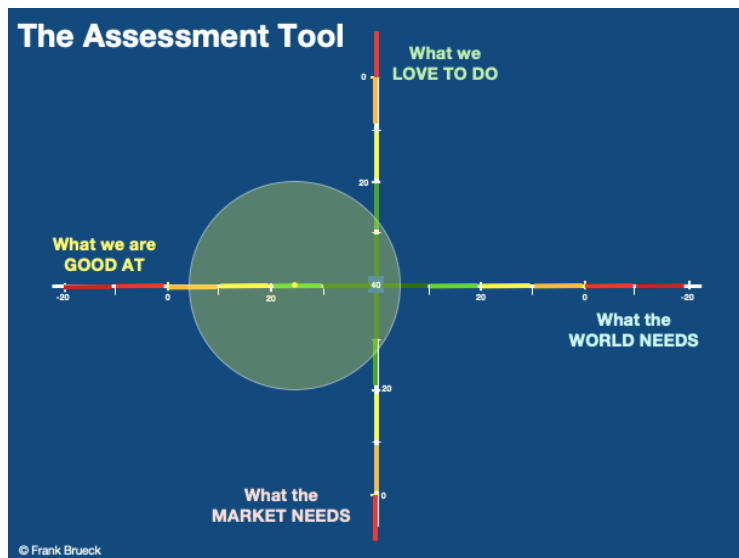 The Assessment Tool
What we
LOVE TO DO
0
20
What we are
GOOD AT
-20
0
20
40
20
0
-20
What the
WORLD NEEDS
20
0
What the
MARKET NEEDS
© Frank Brueck